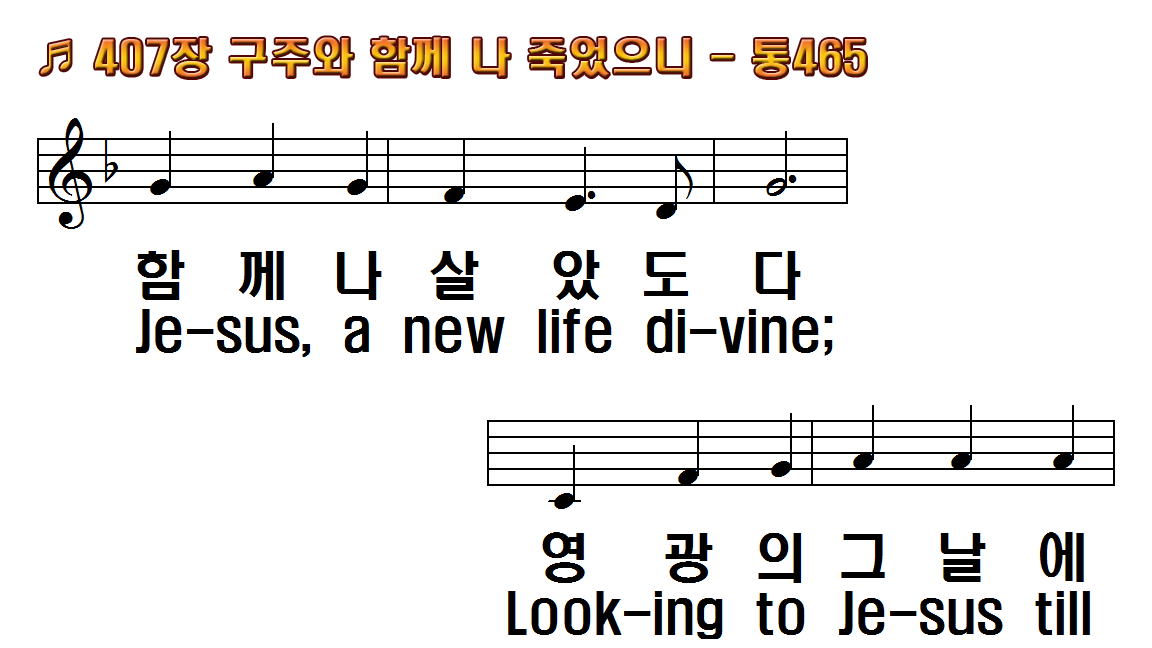 ♬ 407장 구주와 함께 나 죽었으니 - 통465
함 께 나 살 았 도 다
Je-sus, a new life di-vine;
영 광 의 그 날 에
Look-ing to Je-sus till